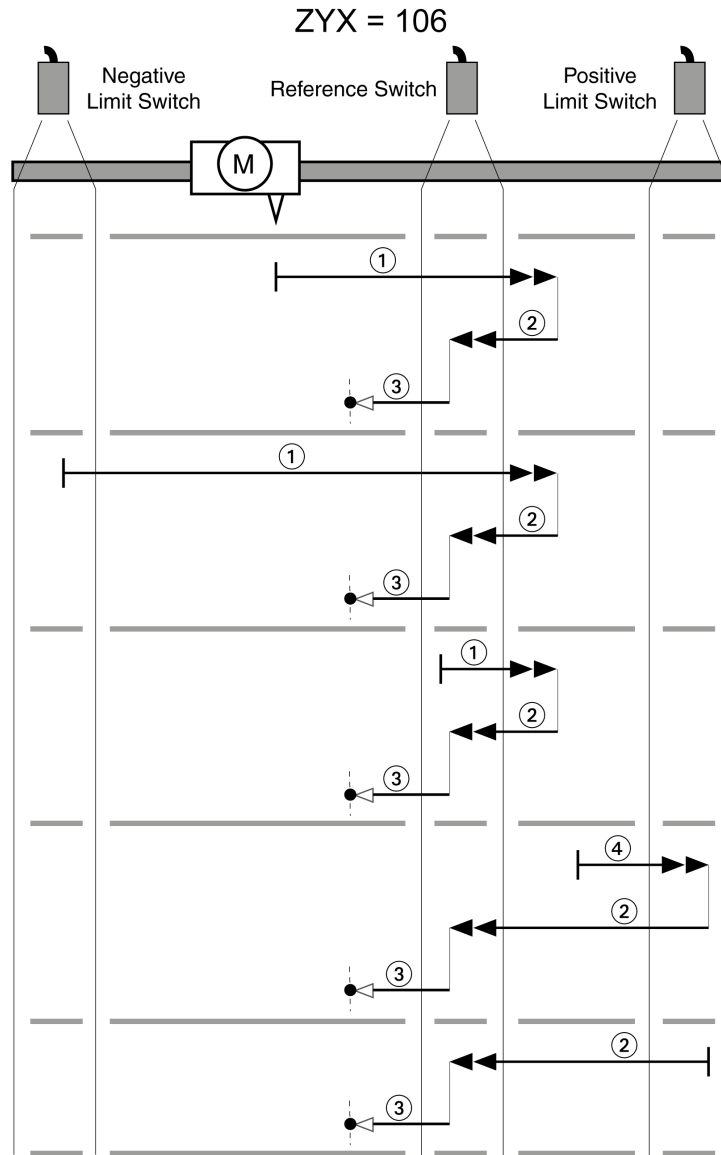 ZYX = 106
Negative
Limit Switch
Reference Switch
Positive
Limit Switch
M
1
2
3
1
2
3
1
2
3
4
2
3
2
3